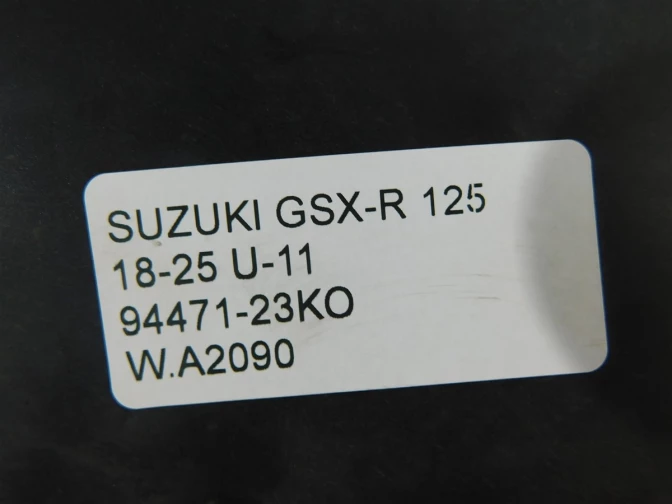 SUZUKI GSX-R 125
18-25 U-11
94471-23KO
W.A2090